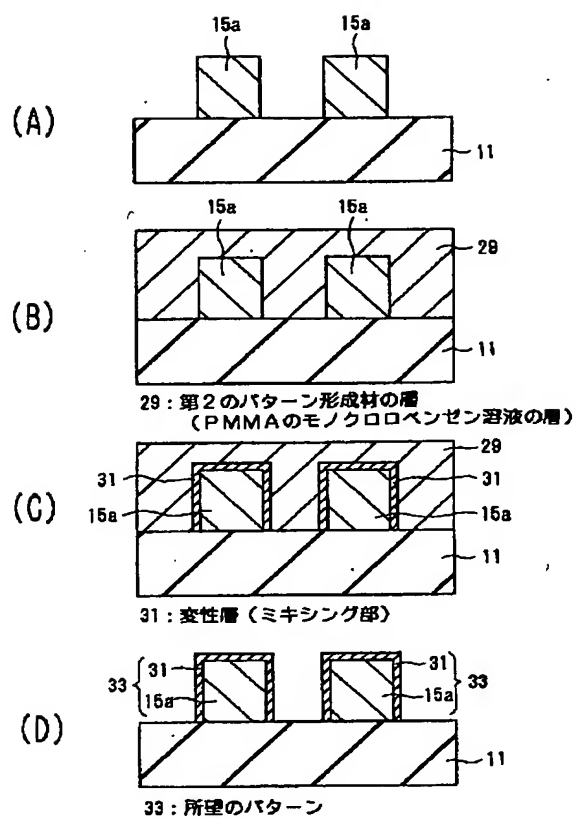 15a 15a
(A)
11
15a 15a
29
(B)
11
29:第2のパターン形成材の層
(PMMAのモノクロロベンゼン溶液の層)
29
31 31
(C)
15a 15a
11
31:変性層(ミキシング部)
31 31
33 33
15a 15a
(D)
11
33:所望のパターン